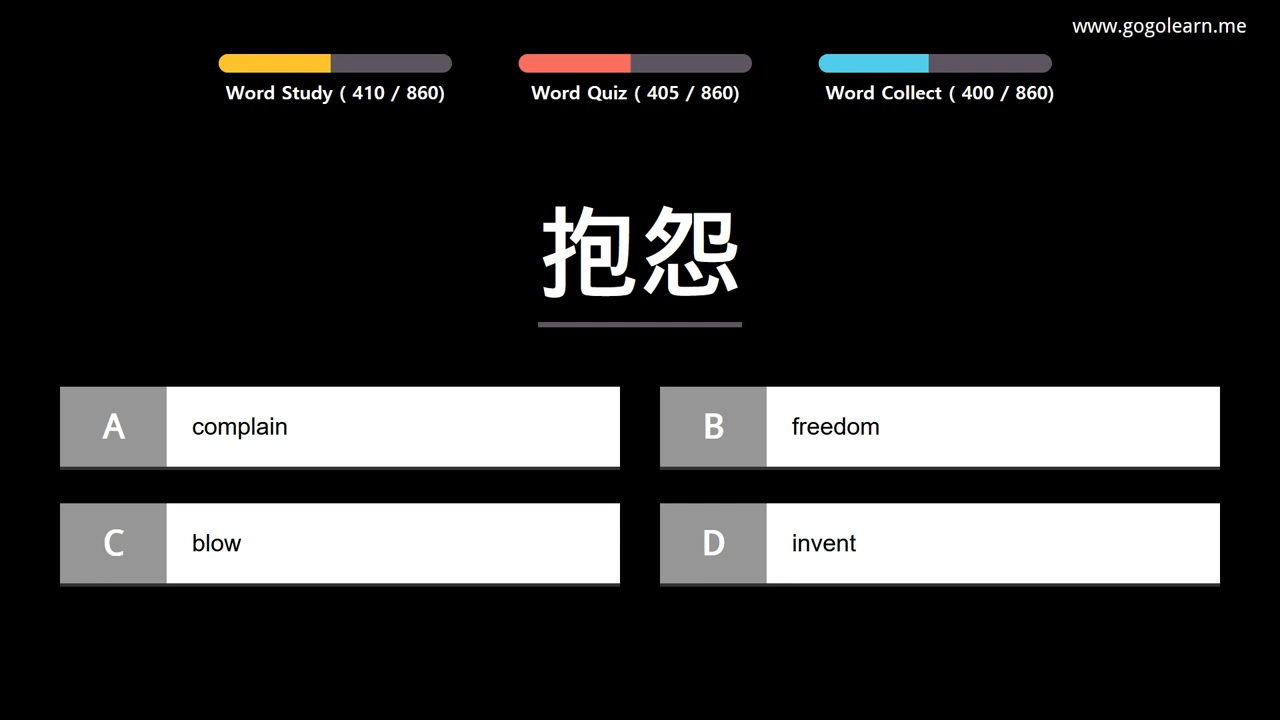 www.gogolearn.me
Word Study ( 410 / 860)
Word Quiz ( 405 / 860)
Word Collect ( 400 / 860)
抱怨
A complain
B freedom
C blow
D invent